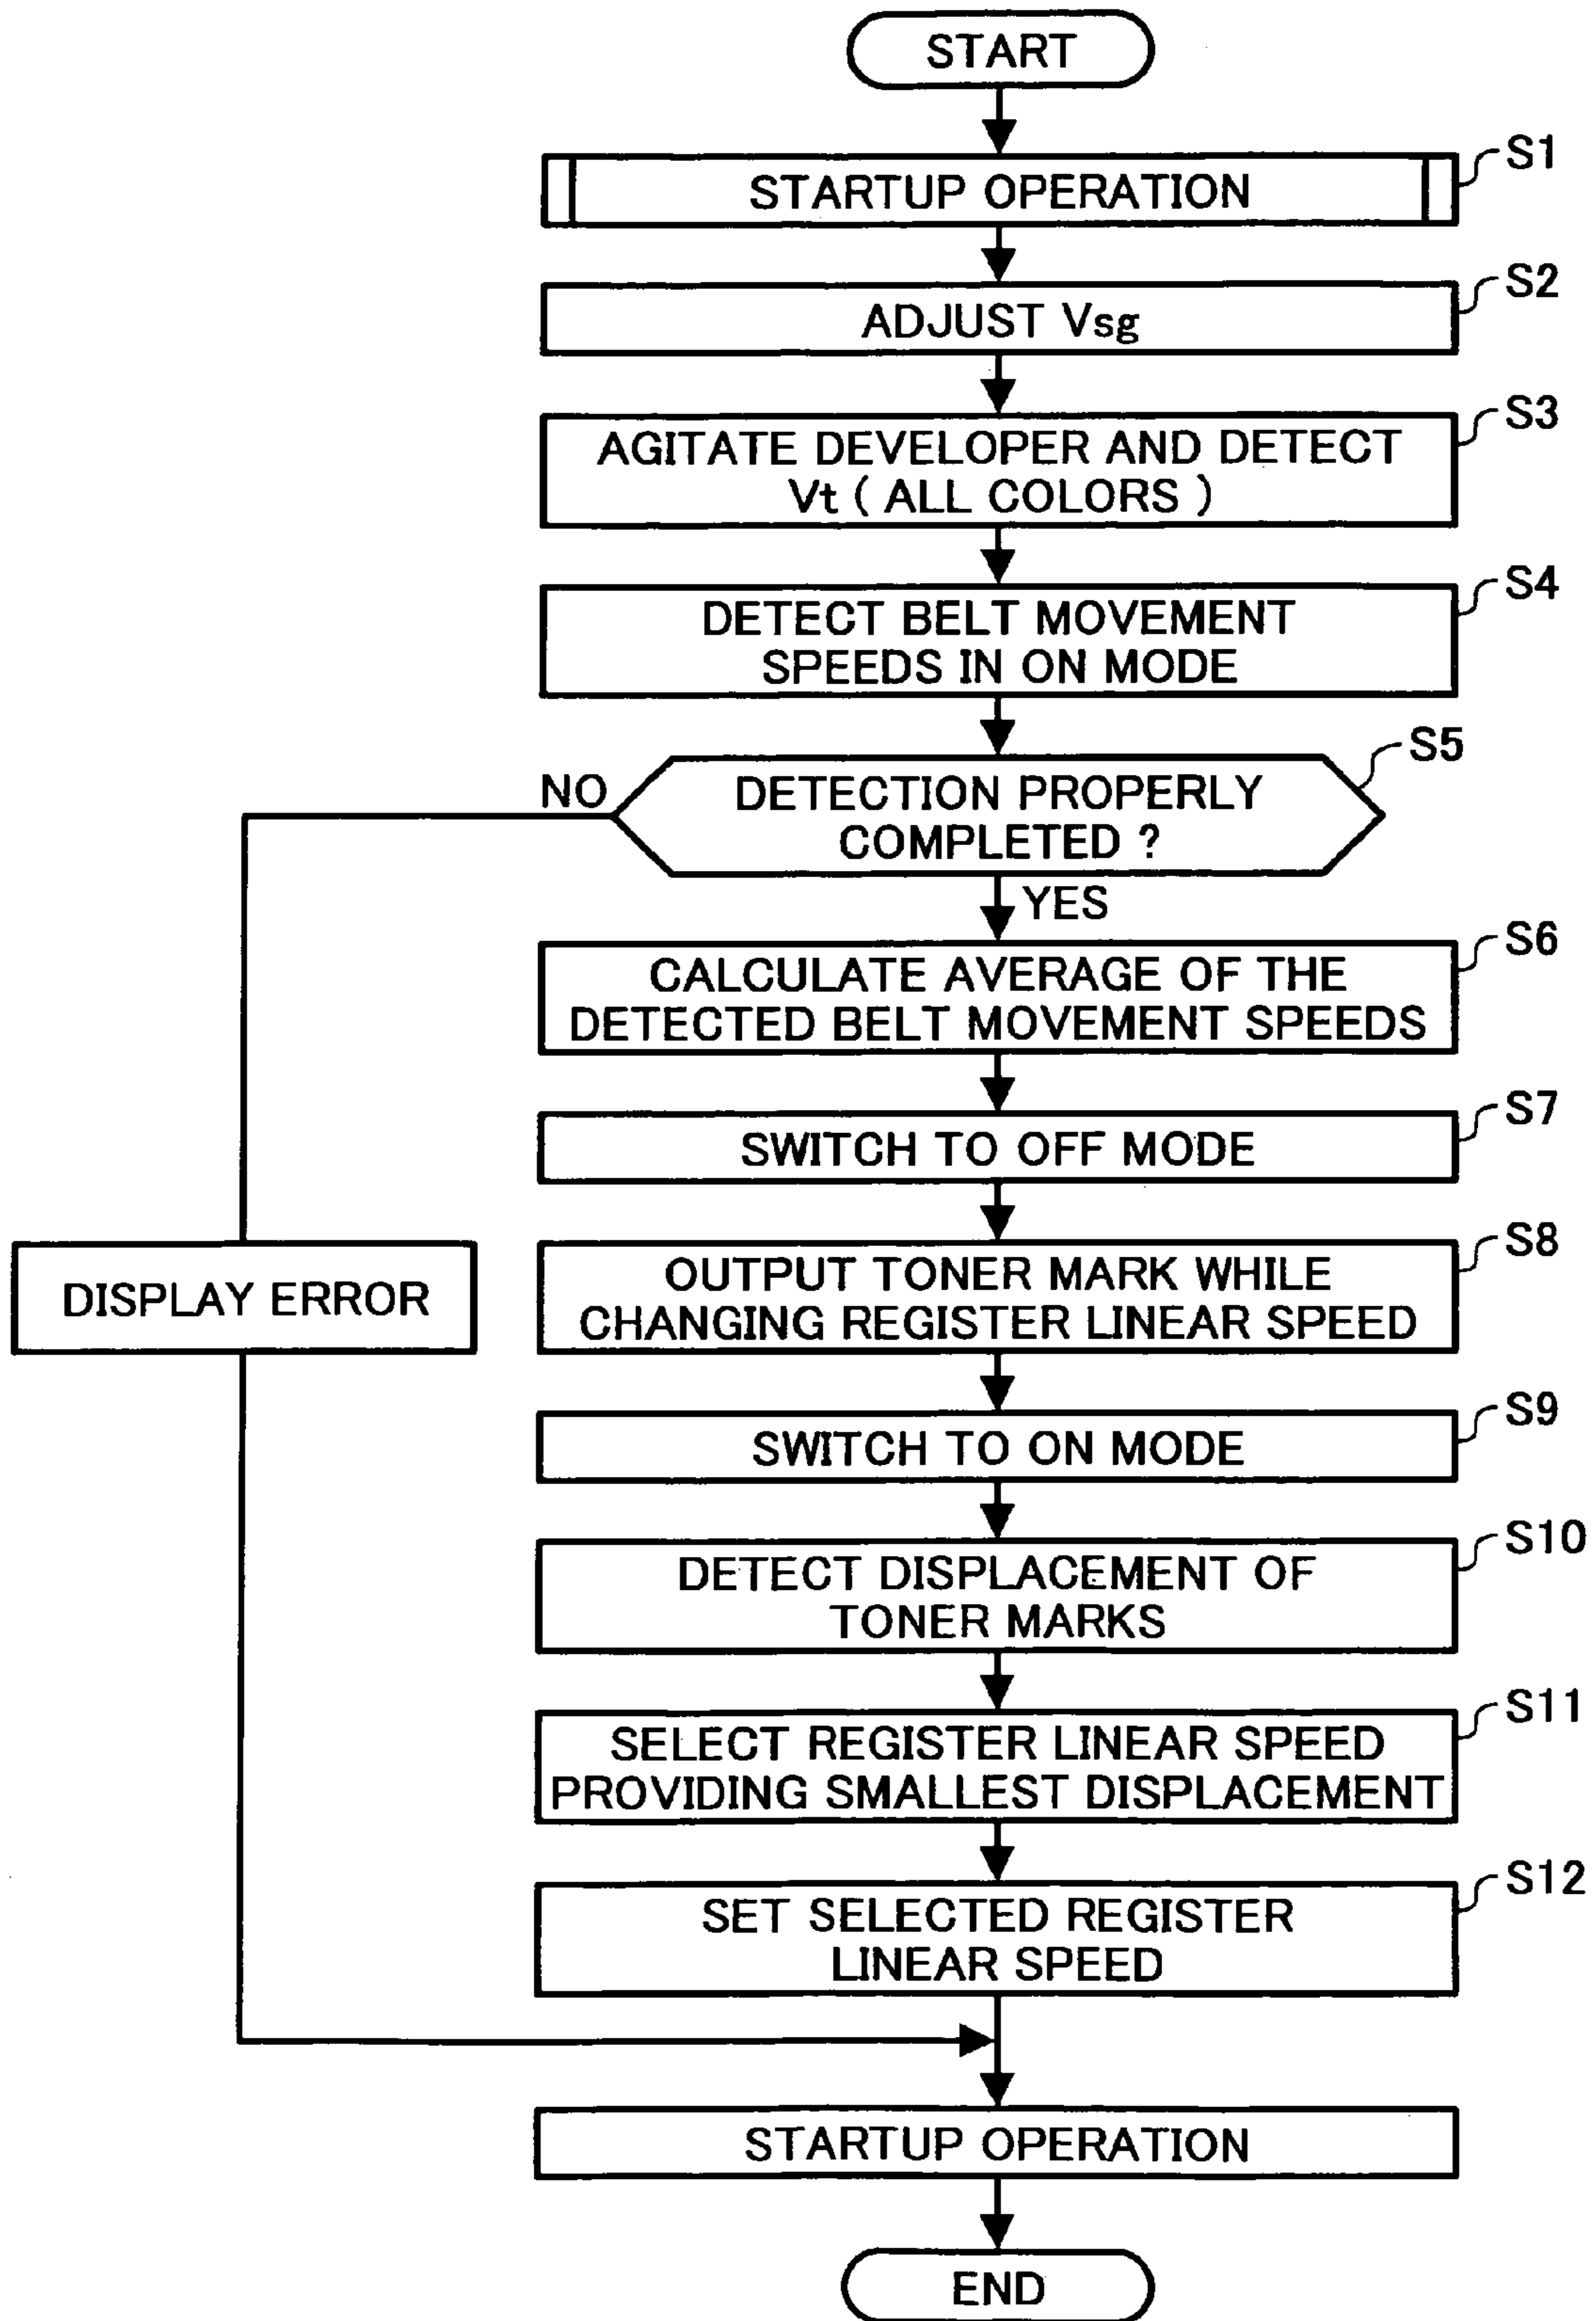 START
STARTUP OPERATION
S1
ADJUST Vsg
S2
AGITATE DEVELOPER AND DETECT
Vt ( ALL COLORS )
S3
DETECT BELT MOVEMENT
SPEEDS IN ON MODE
S4
DETECTION PROPERLY
COMPLETED ?
S5
NO
YES
CALCULATE AVERAGE OF THE
DETECTED BELT MOVEMENT SPEEDS
S6
SWITCH TO OFF MODE
S7
DISPLAY ERROR
OUTPUT TONER MARK WHILE
CHANGING REGISTER LINEAR SPEED
S8
SWITCH TO ON MODE
S9
DETECT DISPLACEMENT OF
TONER MARKS
S10
SELECT REGISTER LINEAR SPEED
PROVIDING SMALLEST DISPLACEMENT
S11
SET SELECTED REGISTER
LINEAR SPEED
S12
STARTUP OPERATION
END